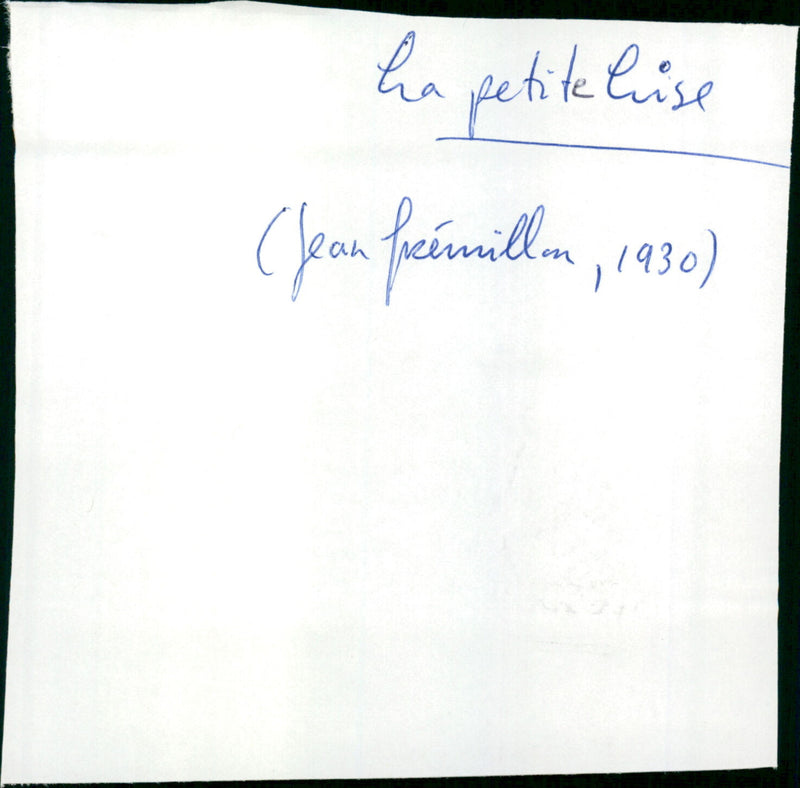 La petite Lise
(Jean Grémillon, 1930)